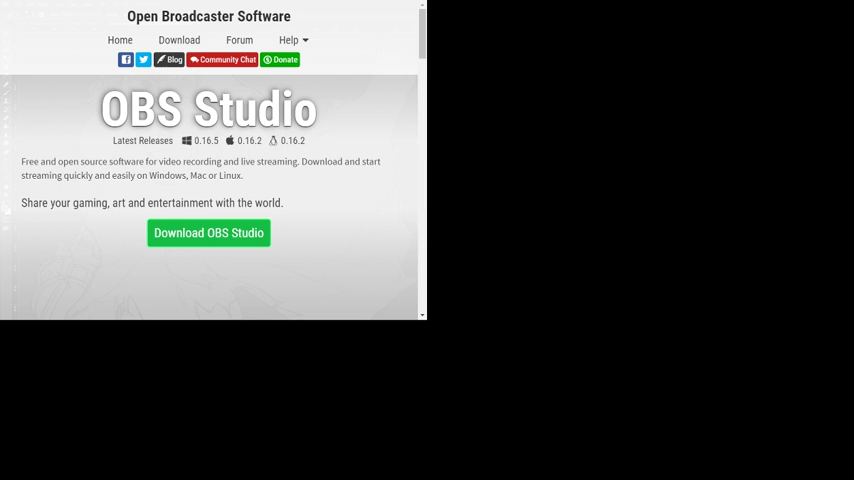 Open Broadcaster Software
Home Download Forum Help
Blog Community Chat Donate
OBS Studio
Latest Releases 0.16.5 0.16.2 0.16.2
Free and open source software for video recording and live streaming. Download and start
streaming quickly and easily on Windows, Mac or Linux.
Share your gaming, art and entertainment with the world.
Download OBS Studio